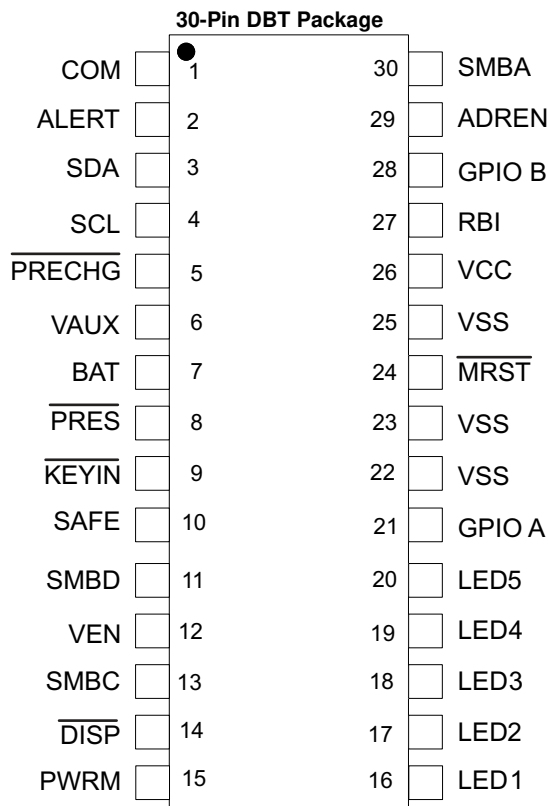 30-Pin DBT Package
COM 1 30 SMBA
ALERT 2 29 ADREN
SDA 3 28 GPIO B
SCL 4 27 RBI
PRECHG 5 26 VCC
VAUX 6 25 VSS
BAT 7 24 MRST
PRES 8 23 VSS
KEYIN 9 22 VSS
SAFE 10 21 GPIO A
SMBD 11 20 LED5
VEN 12 19 LED4
SMBC 13 18 LED3
DISP 14 17 LED2
PWRM 15 16 LED1